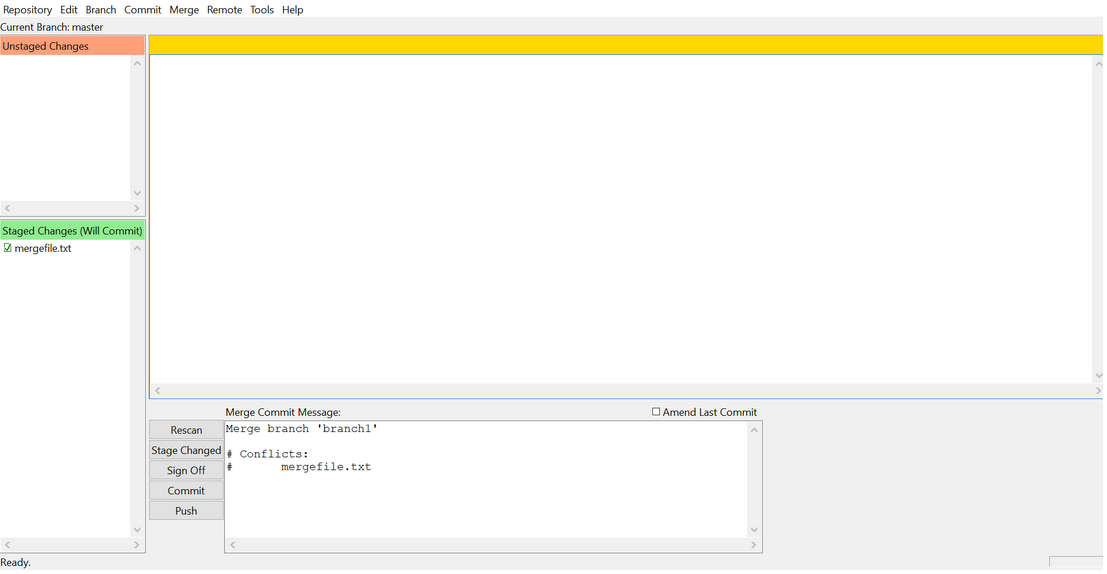 Repository Edit Branch Commit Merge Remote Tools Help
Current Branch: master
Unstaged Changes
Staged Changes (Will Commit)
mergefile.txt
Merge Commit Message:
Amend Last Commit
Rescan
Stage Changed
Sign Off
Commit
Push
Merge branch 'branch1'
# Conflicts:
# mergefile.txt
Ready.